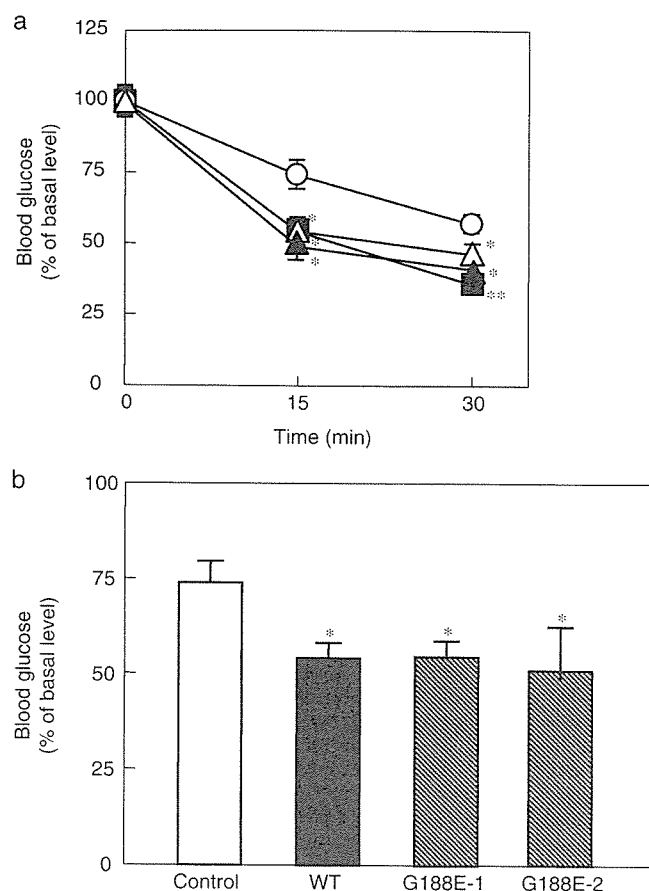 a
125
100
75
50
25
0
Blood glucose
(% of basal level)
*
*
*
*
*
**
0 15 30
Time (min)
b
100
75
50
25
0
Blood glucose
(% of basal level)
* * *
Control WT G188E-1 G188E-2